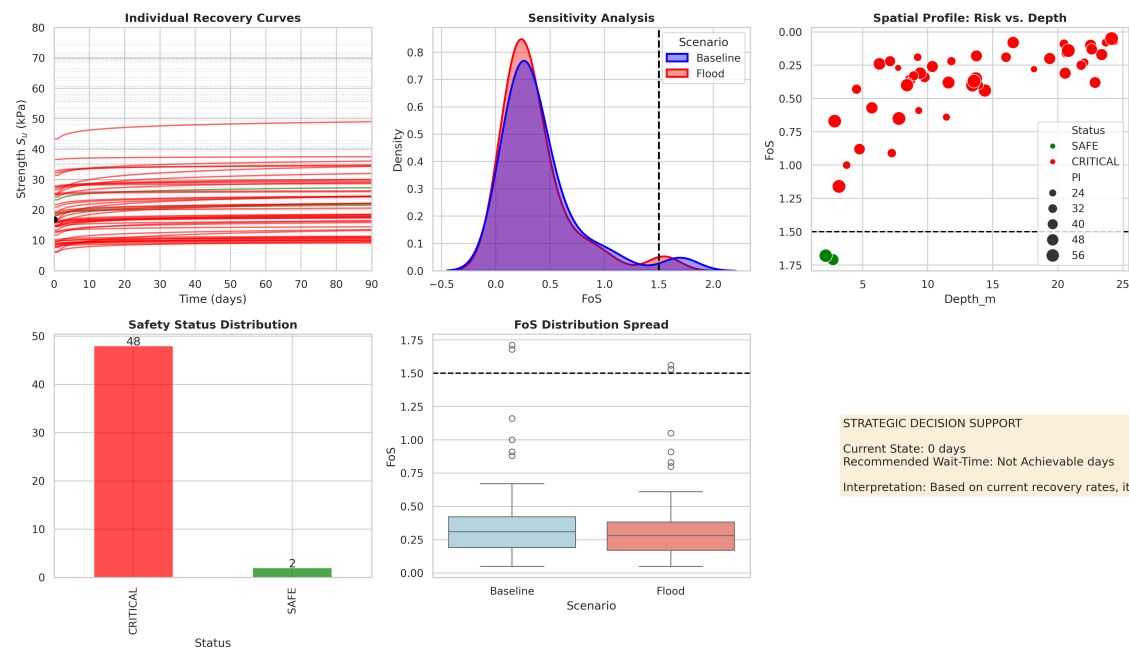 Individual Recovery Curves
80
70
60
50
40
30
20
10
0
Strength Su (kPa)
0
10
20
30
40
50
60
70
80
90
Time (days)
Sensitivity Analysis
0.8
0.7
0.6
0.5
0.4
0.3
0.2
0.1
0.0
Density
−0.5
0.0
0.5
1.0
1.5
2.0
FoS
Scenario
Baseline
Flood
Spatial Profile: Risk vs. Depth
0.00
0.25
0.50
0.75
1.00
1.25
1.50
1.75
FoS
5
10
15
20
25
Depth_m
Status
SAFE
CRITICAL
PI
24
32
40
48
56
Safety Status Distribution
50
40
30
20
10
0
48
2
CRITICAL
SAFE
Status
FoS Distribution Spread
1.75
1.50
1.25
1.00
0.75
0.50
0.25
0.00
FoS
Baseline
Flood
Scenario
STRATEGIC DECISION SUPPORT
Current State: 0 days
Recommended Wait-Time: Not Achievable days
Interpretation: Based on current recovery rates, it